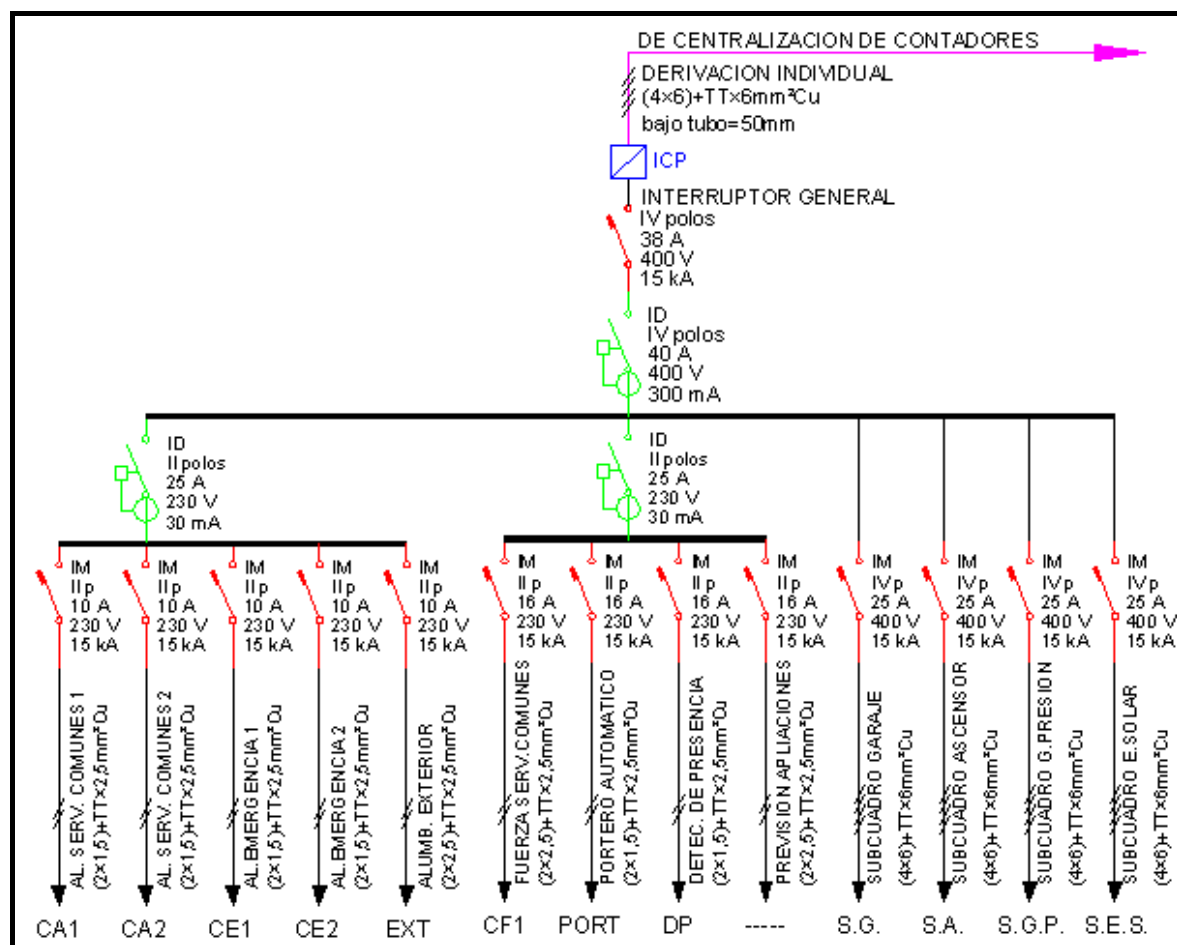 DE CENTRALIZACION DE CONTADORES
DERIVACION INDIVIDUAL
(4×6)+TT×6mm²Cu
bajo tubo=50mm
ICP
INTERRUPTOR GENERAL
IV polos
38 A
400 V
15 kA
ID
IV polos
40 A
400 V
300 mA
ID
II polos
25 A
230 V
30 mA
ID
II polos
25 A
230 V
30 mA
IM
II p
10 A
230 V
15 kA
IM
II p
10 A
230 V
15 kA
IM
II p
10 A
230 V
15 kA
IM
II p
10 A
230 V
15 kA
IM
II p
10 A
230 V
15 kA
IM
II p
16 A
230 V
15 kA
IM
II p
16 A
230 V
15 kA
IM
II p
16 A
230 V
15 kA
IM
II p
16 A
230 V
15 kA
IM
IV p
25 A
400 V
15 kA
IM
IV p
25 A
400 V
15 kA
IM
IV p
25 A
400 V
15 kA
IM
IV p
25 A
400 V
15 kA
AL. SERV. COMUNES 1
(2×1,5)+TT×2,5mm²Cu
AL. SERV. COMUNES 2
(2×1,5)+TT×2,5mm²Cu
AL.EMERGENCIA 1
(2×1,5)+TT×2,5mm²Cu
AL.EMERGENCIA 2
(2×1,5)+TT×2,5mm²Cu
ALUMB. EXTERIOR
(2×2,5)+TT×2,5mm²Cu
FUERZA SERV.COMUNES
(2×2,5)+TT×2,5mm²Cu
PORTERO AUTOMATICO
(2×1,5)+TT×2,5mm²Cu
DETEC. DE PRESENCIA
(2×1,5)+TT×2,5mm²Cu
PREVISION APLIACIONES
(2×2,5)+TT×2,5mm²Cu
SUBCUADRO GARAJE
(4×6)+TT×6mm²Cu
SUBCUADRO ASCENSOR
(4×6)+TT×6mm²Cu
SUBCUADRO G.PRESION
(4×6)+TT×6mm²Cu
SUBCUADRO E.SOLAR
(4×6)+TT×6mm²Cu
CA1
CA2
CE1
CE2
EXT
CF1
PORT
DP
-----
S.G.
S.A.
S.G.P.
S.E.S.